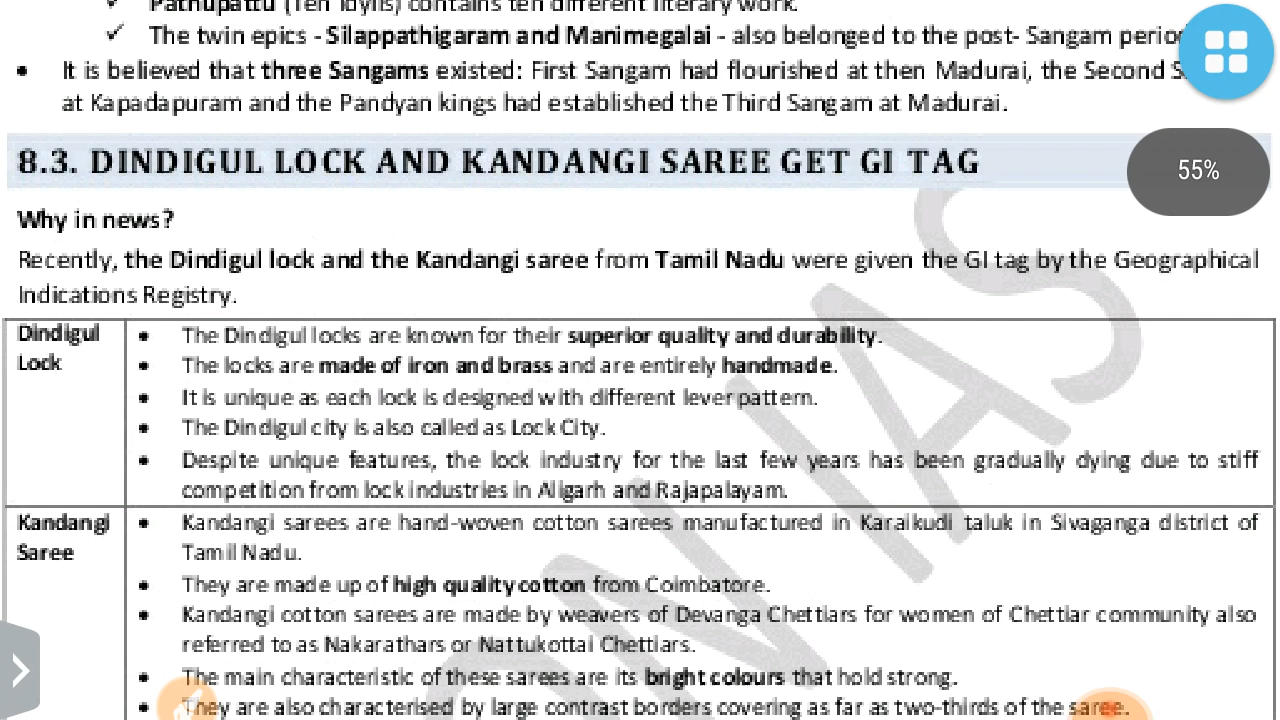 ✓ Pathupattu (Ten Idylls) contains ten different literary work.
✓ The twin epics - Silappathigaram and Manimegalai - also belonged to the post- Sangam
• It is believed that three Sangams existed: First Sangam had flourished at then Madurai, the Second
at Kapadapuram and the Pandyan kings had established the Third Sangam at Madurai.
8.3. DINDIGUL LOCK AND KANDANGI SAREE GET GI TAG
55%
Why in news?
Recently, the Dindigul lock and the Kandangi saree from Tamil Nadu were given the GI tag by the Geographical
Indications Registry.
Dindigul
Lock
• The Dindigul locks are known for their superior quality and durability.
• The locks are made of iron and brass and are entirely handmade.
• It is unique as each lock is designed with different lever pattern.
• The Dindigul city is also called as Lock City.
• Despite unique features, the lock industry for the last few years has been gradually dying due to stiff
competition from lock industries in Aligarh and Rajapalayam.
Kandangi
Saree
• Kandangi sarees are hand-woven cotton sarees manufactured in Karaikudi taluk in Sivaganga district of
Tamil Nadu.
• They are made up of high quality cotton from Coimbatore.
• Kandangi cotton sarees are made by weavers of Devanga Chettiars for women of Chettiar community also
referred to as Nakarathars or Nattukottai Chettiars.
• The main characteristic of these sarees are its bright colours that hold strong.
• They are also characterised by large contrast borders covering as far as two-thirds of the saree.